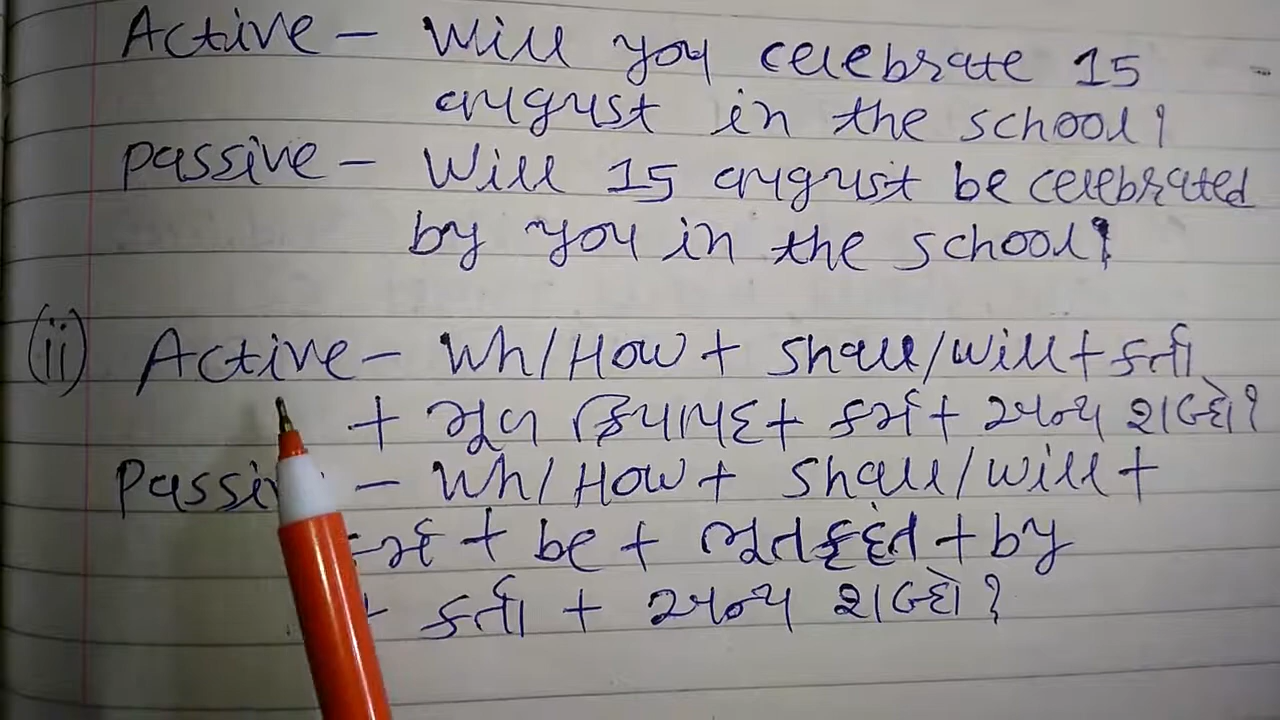 Active – Will you celebrate 15
august in the school?
Passive – Will 15 august be celebrated
by you in the school?
(ii) Active – Wh/How + Shall/Will + કર્તા
+ મૂળ ક્રિયાપદ + કર્મ + અન્ય શબ્દો?
Passive – Wh/How + Shall/Will +
કર્મ + be + ભૂતકૃદંત + by
+ કર્તા + અન્ય શબ્દો?